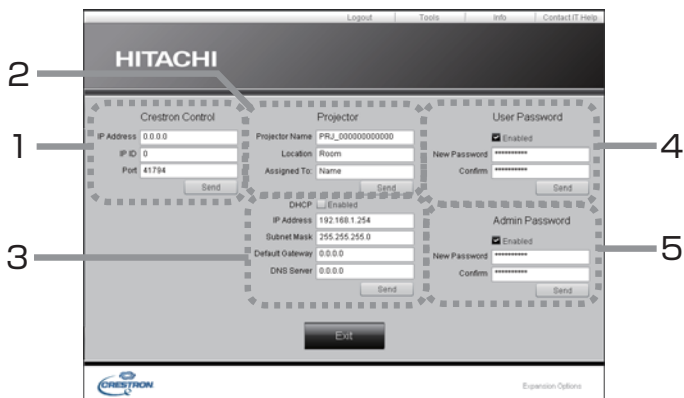 Logout Tools Info Contact IT Help
HITACHI
2
1
Crestron Control
IP Address 0.0.0.0
IP ID 0
Port 41794
Send
Projector
Projector Name PRJ_000000000000
Location Room
Assigned To: Name
Send
3
DHCP Enabled
IP Address 192.168.1.254
Subnet Mask 255.255.255.0
Default Gateway 0.0.0.0
DNS Server 0.0.0.0
Send
User Password
Enabled
New Password **********
Confirm **********
Send
4
Admin Password
Enabled
New Password **********
Confirm **********
Send
5
Exit
CRESTRON
Expansion Options